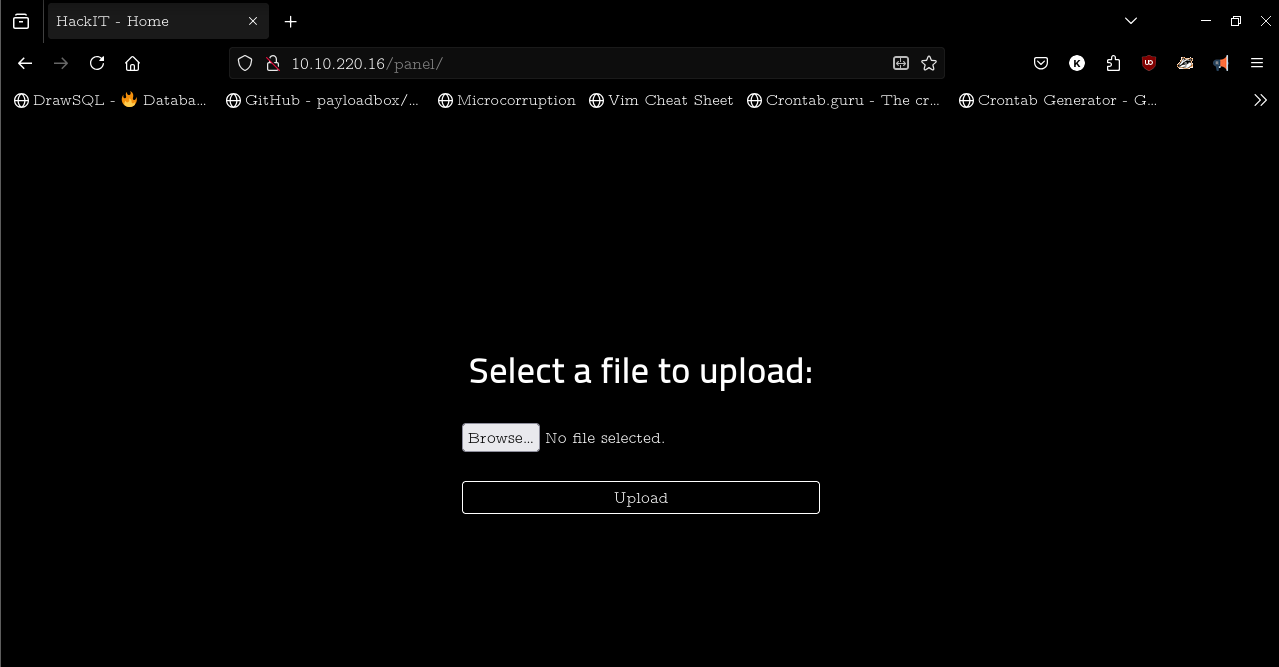 HackIT - Home
10.10.220.16/panel/
DrawSQL - 🔥 Databa... GitHub - payloadbox/... Microcorruption Vim Cheat Sheet Crontab.guru - The cr... Crontab Generator - G...
Select a file to upload:
Browse... No file selected.
Upload